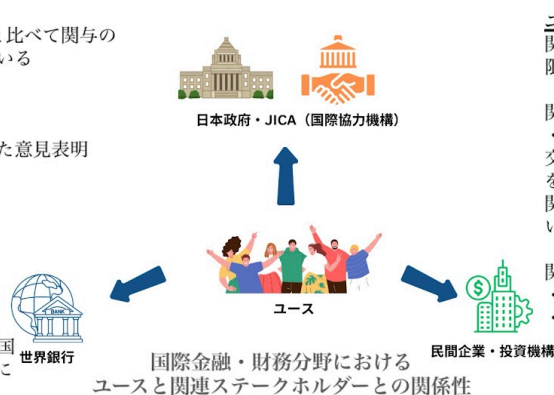 比べて関与の
いる
日本政府・JICA（国際協力機構）
た意見表明
関
・
を
関
い
関
・
$
BANK
ユース
国
世界銀行
に
民間企業・投資機構
国際金融・財務分野における
ユースと関連ステークホルダーとの関係性